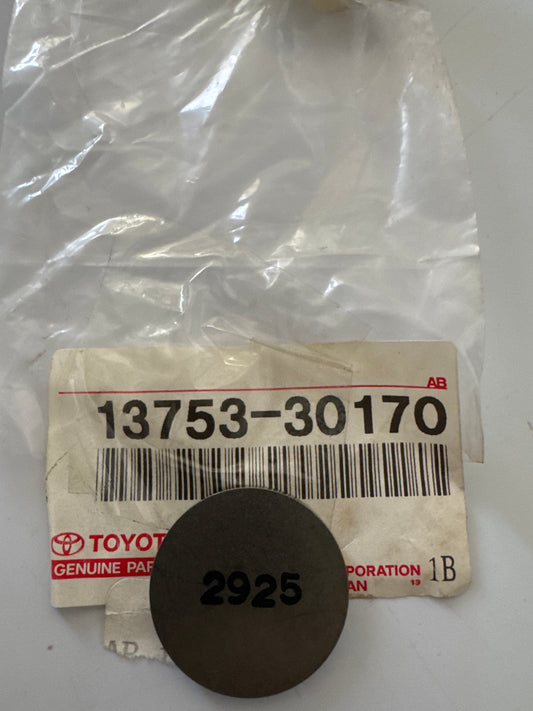 AB
13753-30170
TOYOT
GENUINE PAR
2925
PORATION
AN
13
1B